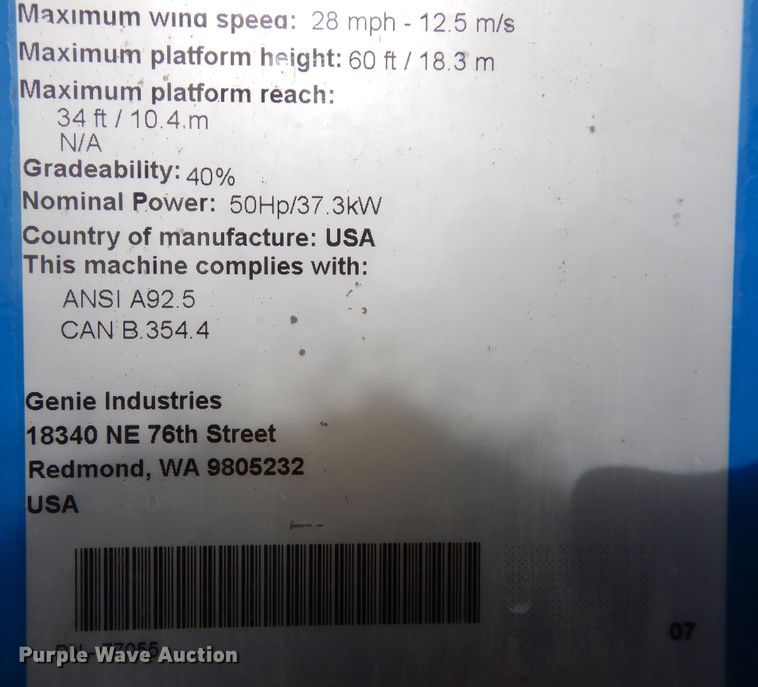 Maximum wind speed: 28 mph - 12.5 m/s
Maximum platform height: 60 ft / 18.3 m
Maximum platform reach:
34 ft / 10.4.m
N/A
Gradeability: 40%
Nominal Power: 50Hp/37.3kW
Country of manufacture: USA
This machine complies with:
ANSI A92.5
CAN B.354.4
Genie Industries
18340 NE 76th Street
Redmond, WA 9805232
USA
07
Purple Wave Auction